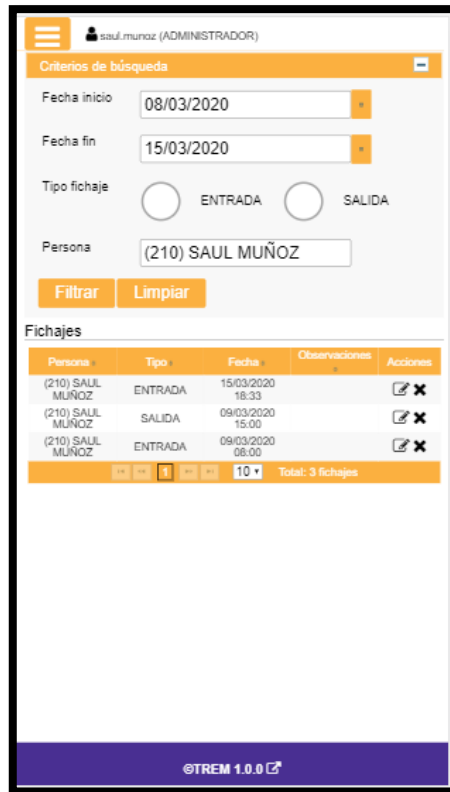 saul.munoz (ADMINISTRADOR)
Criterios de búsqueda
Fecha inicio 08/03/2020
Fecha fin 15/03/2020
Tipo fichaje ENTRADA SALIDA
Persona (210) SAUL MUÑOZ
Filtrar Limpiar
Fichajes
Persona Tipo Fecha Observaciones Acciones
(210) SAUL MUÑOZ ENTRADA 15/03/2020 18:33
(210) SAUL MUÑOZ SALIDA 09/03/2020 15:00
(210) SAUL MUÑOZ ENTRADA 09/03/2020 08:00
1 10 Total: 3 fichajes
©TREM 1.0.0